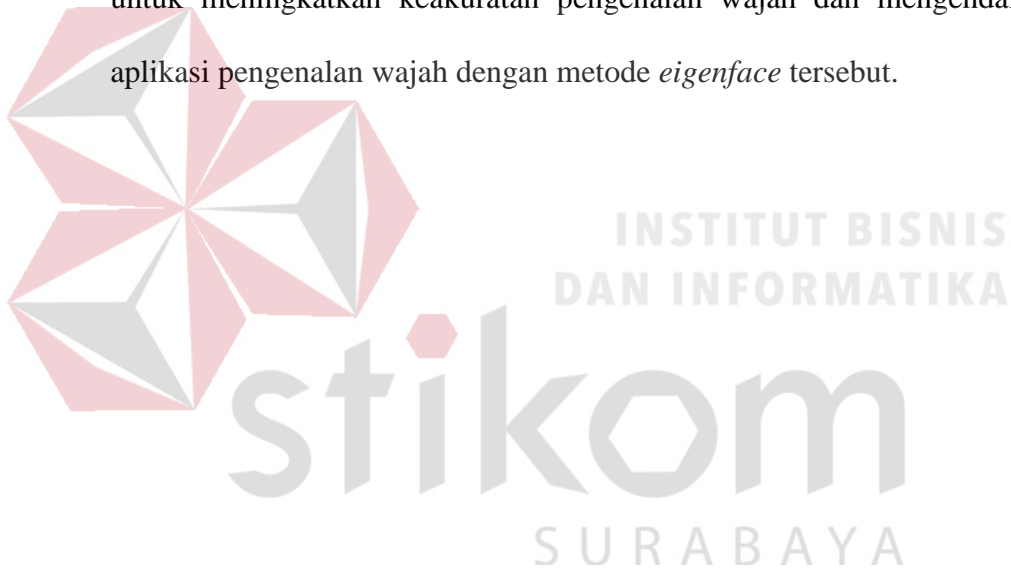 untuk meningkatkan keakuratan pengenalan wajah dan
aplikasi pengenalan wajah dengan metode eigenface tersebut.
INSTITUT BISNIS
DAN INFORMATIKA
stikom
SURABAYA